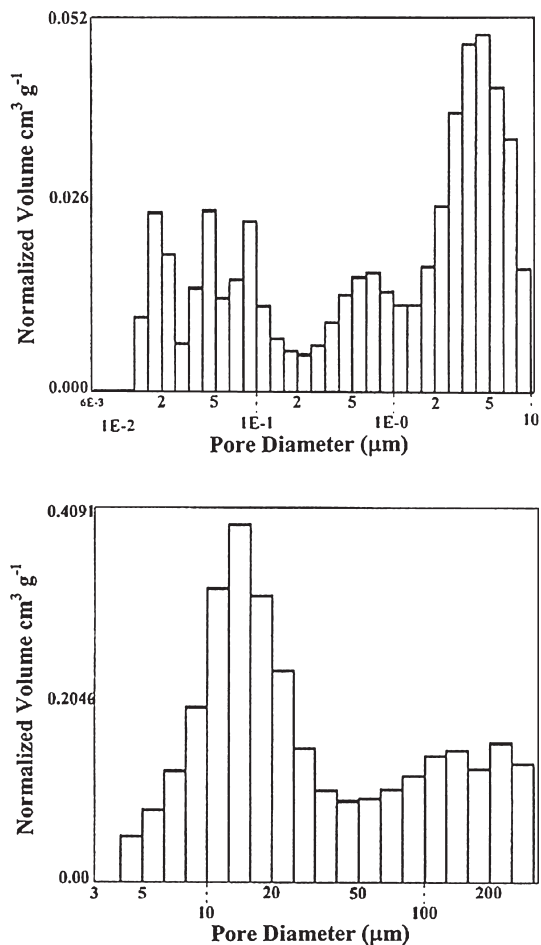 0.052
0.026
0.000
Normalized Volume cm³ g⁻¹
6E-3 2 5 2 5 2 5
1E-2 1E-1 1E-0 10
Pore Diameter (µm)
0.4091
0.2046
0.00
Normalized Volume cm³ g⁻¹
3 5 20 50 200
10 100
Pore Diameter (µm)